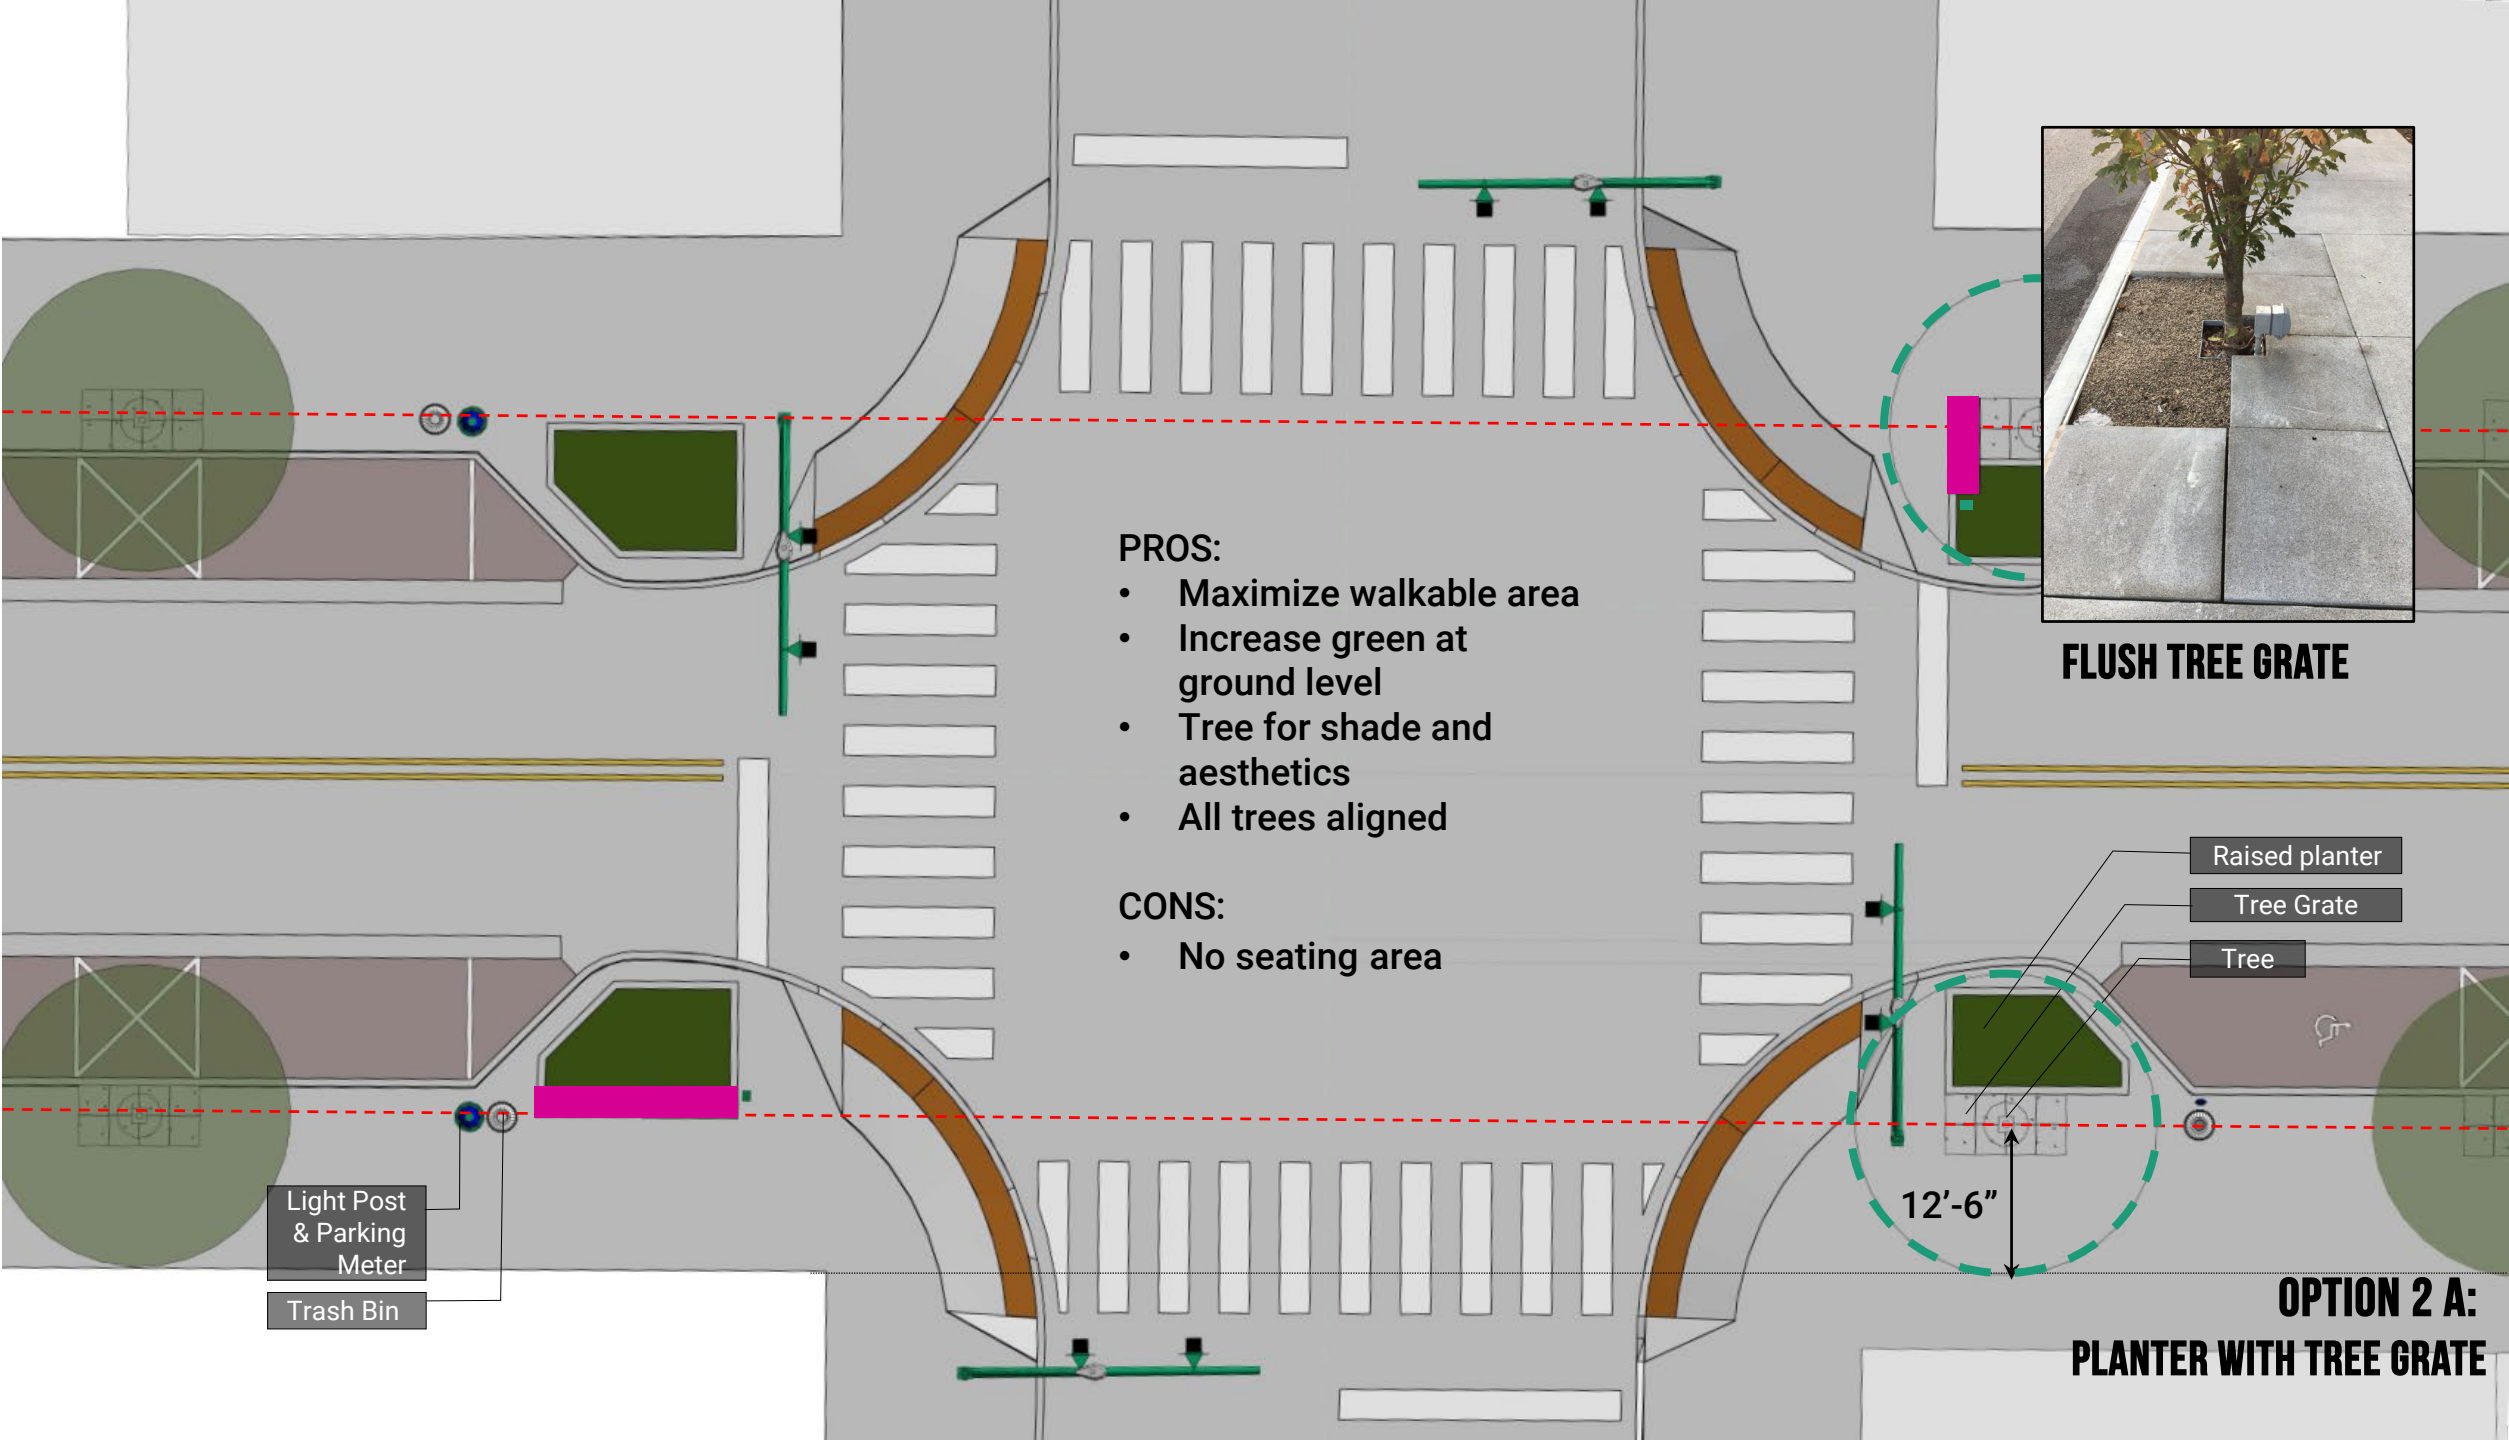 PROS:
• Maximize walkable area
• Increase green at
ground level
• Tree for shade and
aesthetics
• All trees aligned
CONS:
• No seating area
FLUSH TREE GRATE
Raised planter
Tree Grate
Tree
12’-6”
Light Post
& Parking
Meter
Trash Bin
OPTION 2 A:
PLANTER WITH TREE GRATE